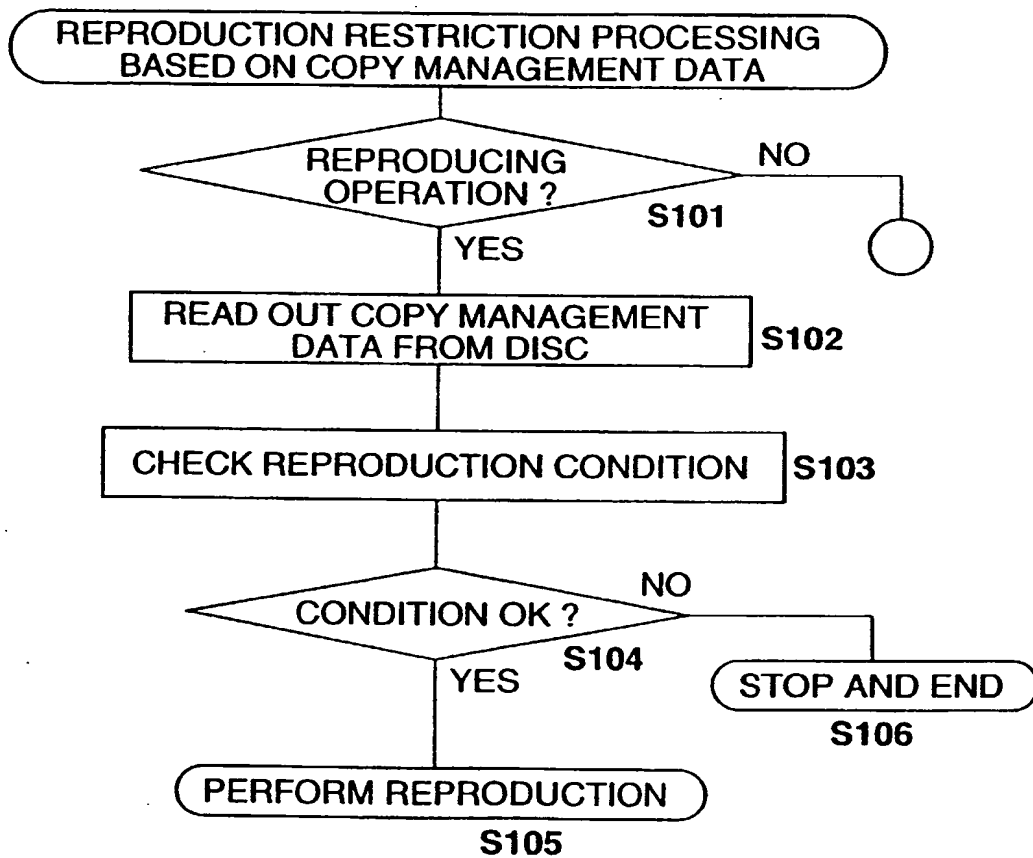 REPRODUCTION RESTRICTION PROCESSING
BASED ON COPY MANAGEMENT DATA
REPRODUCING
OPERATION ?
NO
S101
YES
READ OUT COPY MANAGEMENT
DATA FROM DISC
S102
CHECK REPRODUCTION CONDITION
S103
CONDITION OK ?
NO
S104
YES
STOP AND END
S106
PERFORM REPRODUCTION
S105